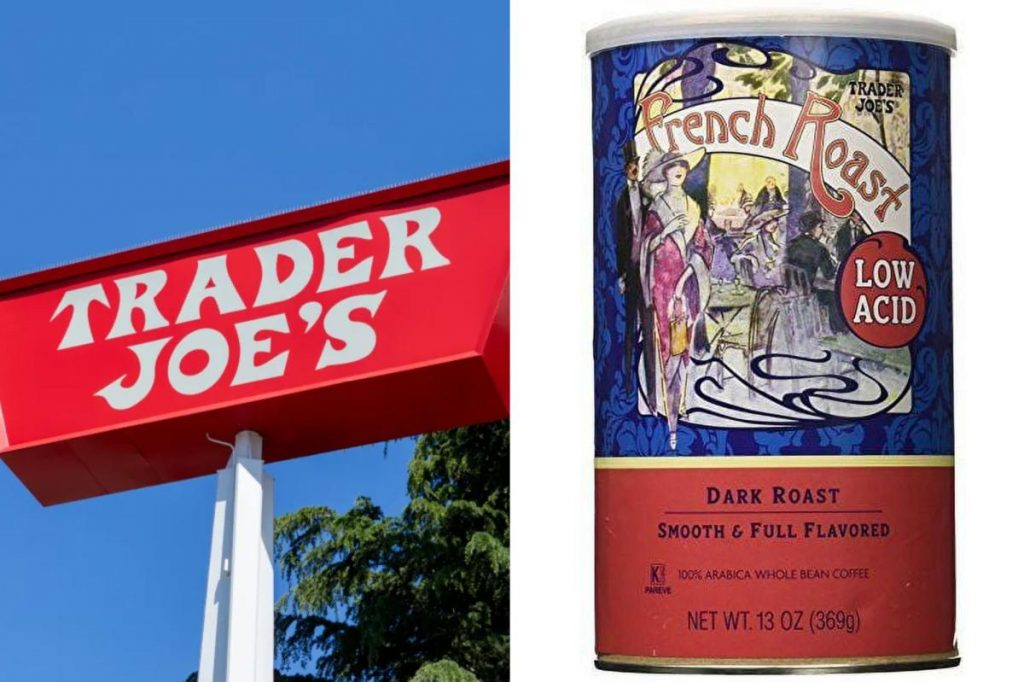 TRADER
JOE'S
TRADER
JOE'S
French Roast
LOW
ACID
DARK ROAST
SMOOTH & FULL FLAVORED
K
PAREVE
100% ARABICA WHOLE BEAN COFFEE
NET WT. 13 OZ (369g)